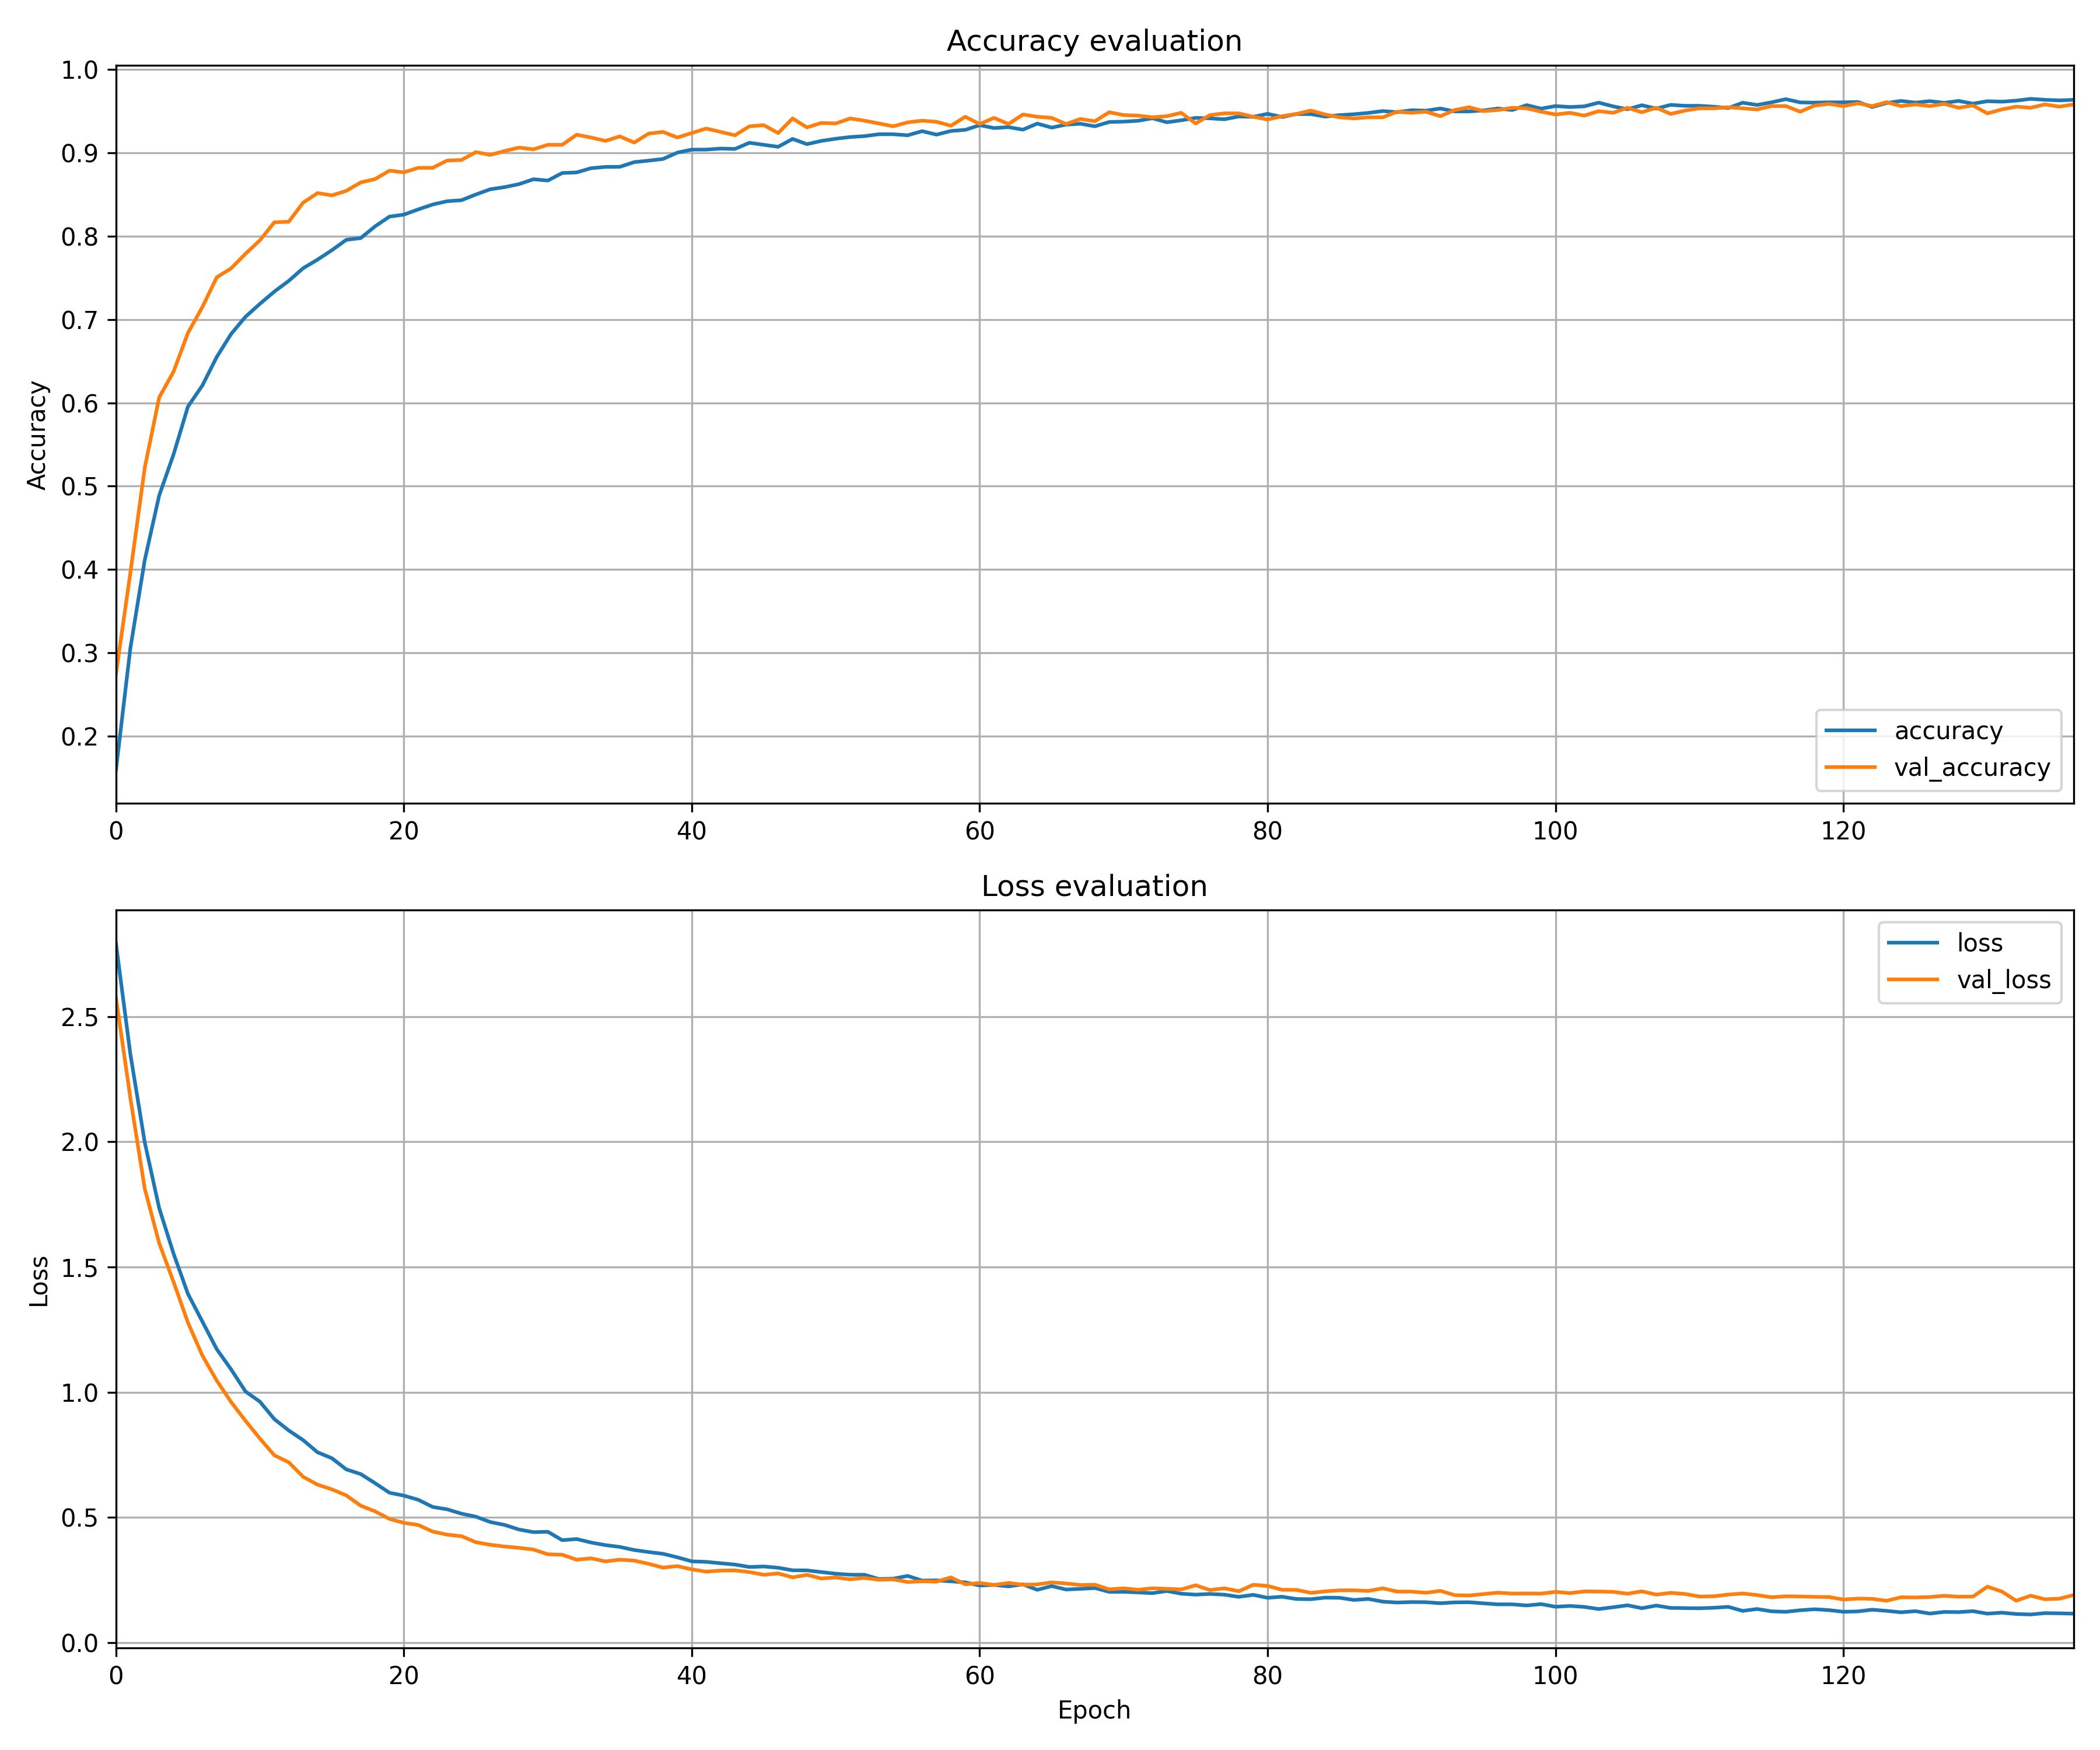 Accuracy evaluation
1.0
0.9
0.8
0.7
0.6
0.5
0.4
0.3
0.2
Accuracy
accuracy
val_accuracy
0 20 40 60 80 100 120
Loss evaluation
loss
val_loss
2.5
2.0
1.5
1.0
0.5
0.0
Loss
0 20 40 60 80 100 120
Epoch